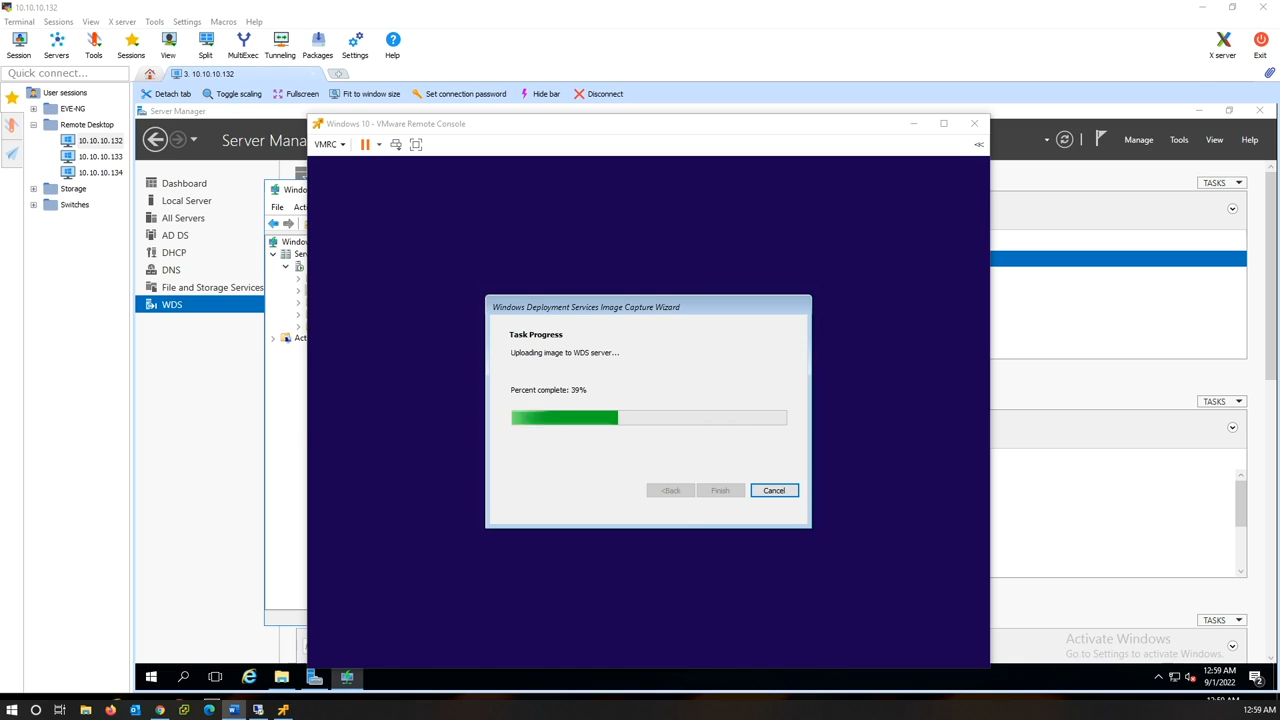 10.10.10.132
Terminal Sessions View X server Tools Settings Macros Help
Session Servers Tools Sessions View Split MultiExec Tunneling Packages Settings Help X server Exit
Quick connect...
3. 10.10.10.132
Detach tab Toggle scaling Fullscreen Fit to window size Set connection password Hide bar Disconnect
User sessions
EVE-NG
Remote Desktop
10.10.10.132
10.10.10.133
10.10.10.134
Storage
Switches
Server Manager
Server Mana
Manage Tools View Help
Dashboard
Local Server
All Servers
AD DS
DHCP
DNS
File and Storage Services
WDS
Windo
File Acti
Windo
Ser
Act
Windows 10 - VMware Remote Console
VMRC
Windows Deployment Services Image Capture Wizard
Task Progress
Uploading image to WDS server...
Percent complete: 39%
<Back Finish Cancel
TASKS
TASKS
TASKS
Activate Windows
Go to Settings to activate Windows.
12:59 AM
9/1/2022
2
12:59 AM